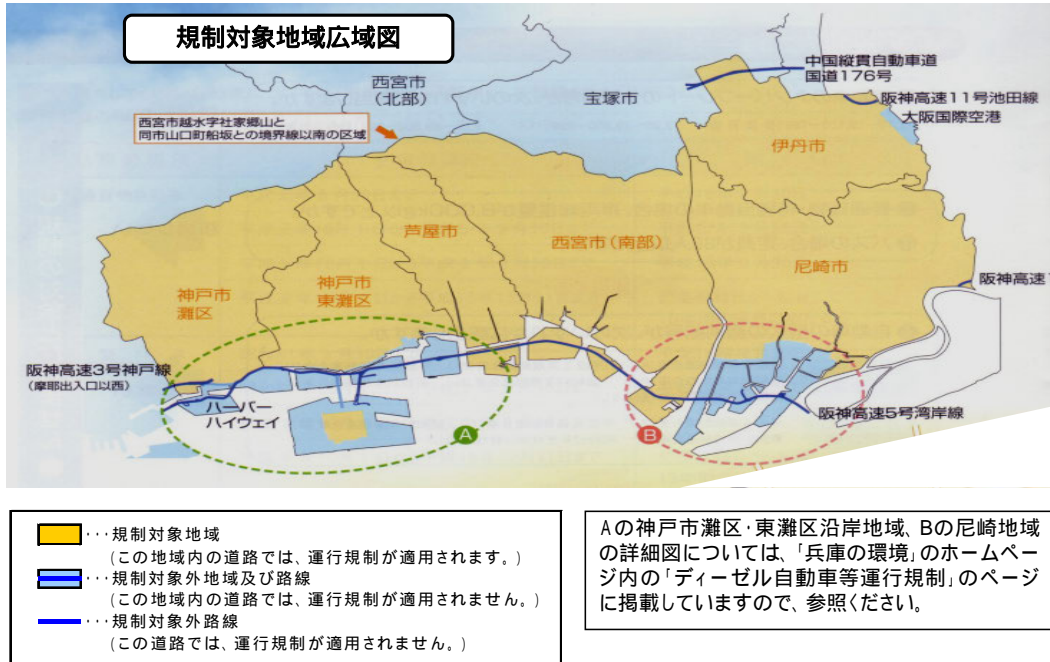 規制対象地域広域図
西宮市
(北部)
宝塚市
中国縦貫自動車道
国道176号
阪神高速11号池田線
大阪国際空港
西宮市越水字社家郷山と
同市山口町船坂との境界線以南の区域
伊丹市
芦屋市
西宮市(南部)
尼崎市
神戸市
東灘区
神戸市
灘区
阪神高速
阪神高速3号神戸線
(摩耶出入口以西)
ハーバー
ハイウェイ
A
B
阪神高速5号湾岸線
・・・規制対象地域
(この地域内の道路では、運行規制が適用されます。)
・・・規制対象外地域及び路線
(この地域内の道路では、運行規制が適用されません。)
・・・規制対象外路線
(この道路では、運行規制が適用されません。)
Aの神戸市灘区・東灘区沿岸地域、Bの尼崎地域
の詳細図については、「兵庫の環境」のホームペー
ジ内の「ディーゼル自動車等運行規制」のページ
に掲載していますので、参照ください。